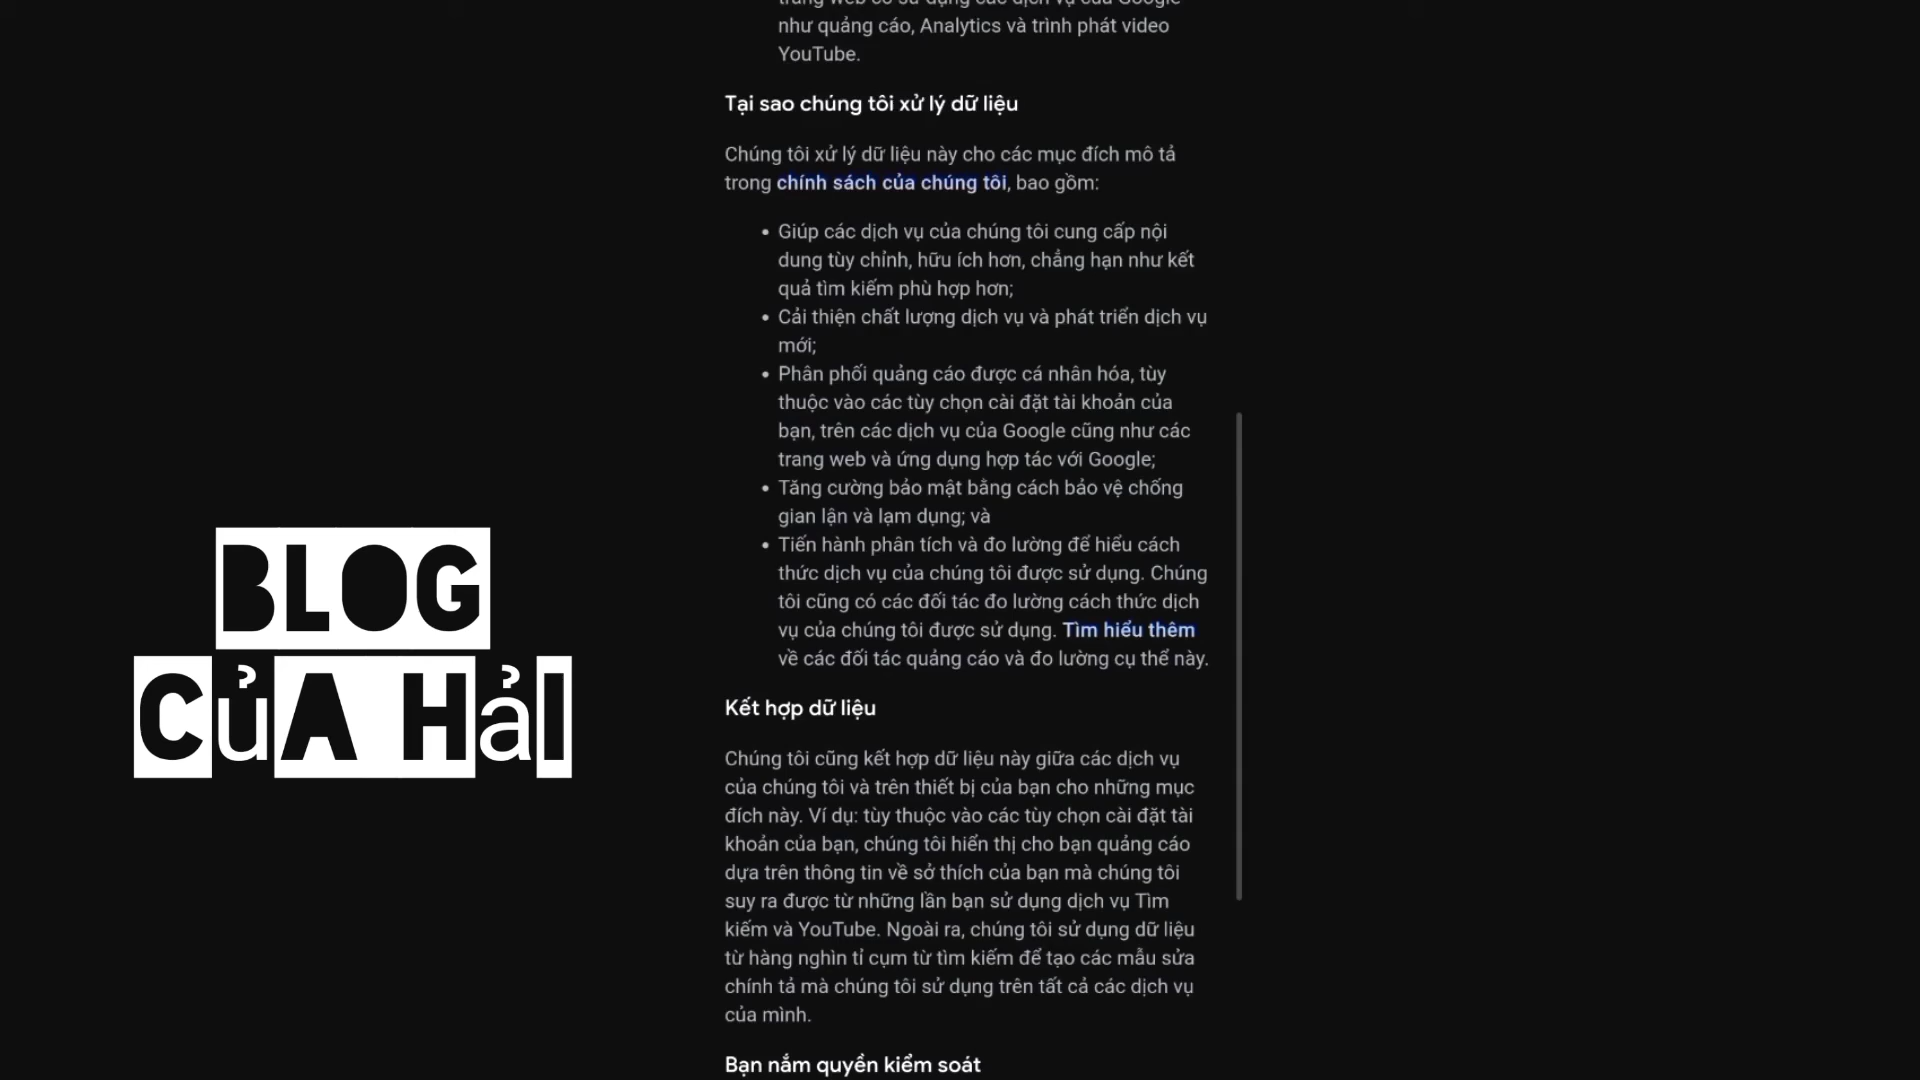 trang web có sử dụng các dịch vụ của Google
như quảng cáo, Analytics và trình phát video
YouTube.
Tại sao chúng tôi xử lý dữ liệu
Chúng tôi xử lý dữ liệu này cho các mục đích mô tả
trong chính sách của chúng tôi, bao gồm:
• Giúp các dịch vụ của chúng tôi cung cấp nội
dung tùy chỉnh, hữu ích hơn, chẳng hạn như kết
quả tìm kiếm phù hợp hơn;
• Cải thiện chất lượng dịch vụ và phát triển dịch vụ
mới;
• Phân phối quảng cáo được cá nhân hóa, tùy
thuộc vào các tùy chọn cài đặt tài khoản của
bạn, trên các dịch vụ của Google cũng như các
trang web và ứng dụng hợp tác với Google;
• Tăng cường bảo mật bằng cách bảo vệ chống
gian lận và lạm dụng; và
• Tiến hành phân tích và đo lường để hiểu cách
thức dịch vụ của chúng tôi được sử dụng. Chúng
tôi cũng có các đối tác đo lường cách thức dịch
vụ của chúng tôi được sử dụng. Tìm hiểu thêm
về các đối tác quảng cáo và đo lường cụ thể này.
Kết hợp dữ liệu
Chúng tôi cũng kết hợp dữ liệu này giữa các dịch vụ
của chúng tôi và trên thiết bị của bạn cho những mục
đích này. Ví dụ: tùy thuộc vào các tùy chọn cài đặt tài
khoản của bạn, chúng tôi hiển thị cho bạn quảng cáo
dựa trên thông tin về sở thích của bạn mà chúng tôi
suy ra được từ những lần bạn sử dụng dịch vụ Tìm
kiếm và YouTube. Ngoài ra, chúng tôi sử dụng dữ liệu
từ hàng nghìn tỉ cụm từ tìm kiếm để tạo các mẫu sửa
chính tả mà chúng tôi sử dụng trên tất cả các dịch vụ
của mình.
Bạn nắm quyền kiểm soát
BLOG
CủA HảI